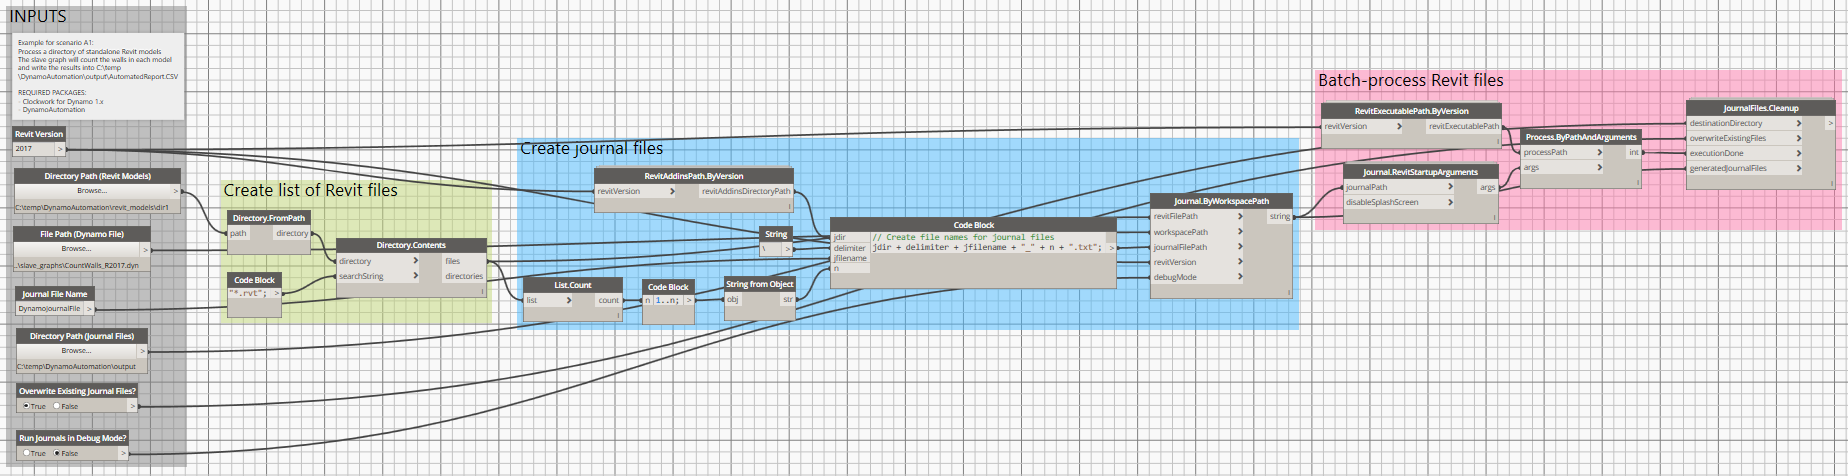 INPUTS
Example for scenario A1:
Process a directory of standalone Revit models
The slave graph will count the walls in each model
and write the results into C:\temp
\DynamoAutomation\output\AutomatedReport.CSV
REQUIRED PACKAGES:
- Clockwork for Dynamo 1.x
- DynamoAutomation
Revit Version
2017 >
Directory Path (Revit Models)
Browse... >
C:\temp\DynamoAutomation\revit_models\dir1
File Path (Dynamo File)
Browse... >
..\slave_graphs\CountWalls_R2017.dyn
Journal File Name
DynamoJournalFile >
Directory Path (Journal Files)
Browse... >
C:\temp\DynamoAutomation\output
Overwrite Existing Journal Files?
True False >
Run Journals in Debug Mode?
True False >
Create list of Revit files
Directory.FromPath
path directory
Code Block
"*.rvt"; >
Directory.Contents
directory > files
searchString > directories
l
Create journal files
RevitAddinsPath.ByVersion
revitVersion > revitAddinsDirectoryPath
l
String
\ >
List.Count
list > count
l
Code Block
n 1..n; >
String from Object
obj str
Code Block
jdir // Create file names for journal files
delimiter jdir + delimiter + jfilename + "_" + n + ".txt"; >
jfilename
n
Journal.ByWorkspacePath
revitFilePath > string
workspacePath >
journalFilePath >
revitVersion >
debugMode >
l
Batch-process Revit files
RevitExecutablePath.ByVersion
revitVersion > revitExecutablePath
l
Journal.RevitStartupArguments
journalPath > args
disableSplashScreen >
l
Process.ByPathAndArguments
processPath > int
args >
l
JournalFiles.Cleanup
destinationDirectory > >
overwriteExistingFiles >
executionDone >
generatedJournalFiles >
l